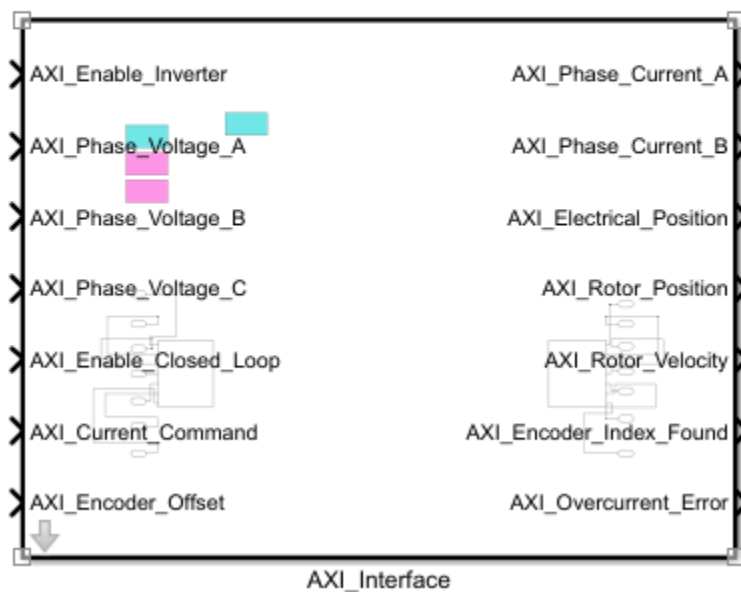 AXI_Enable_Inverter
AXI_Phase_Voltage_A
AXI_Phase_Voltage_B
AXI_Phase_Voltage_C
AXI_Enable_Closed_Loop
AXI_Current_Command
AXI_Encoder_Offset
AXI_Phase_Current_A
AXI_Phase_Current_B
AXI_Electrical_Position
AXI_Rotor_Position
AXI_Rotor_Velocity
AXI_Encoder_Index_Found
AXI_Overcurrent_Error
AXI_Interface